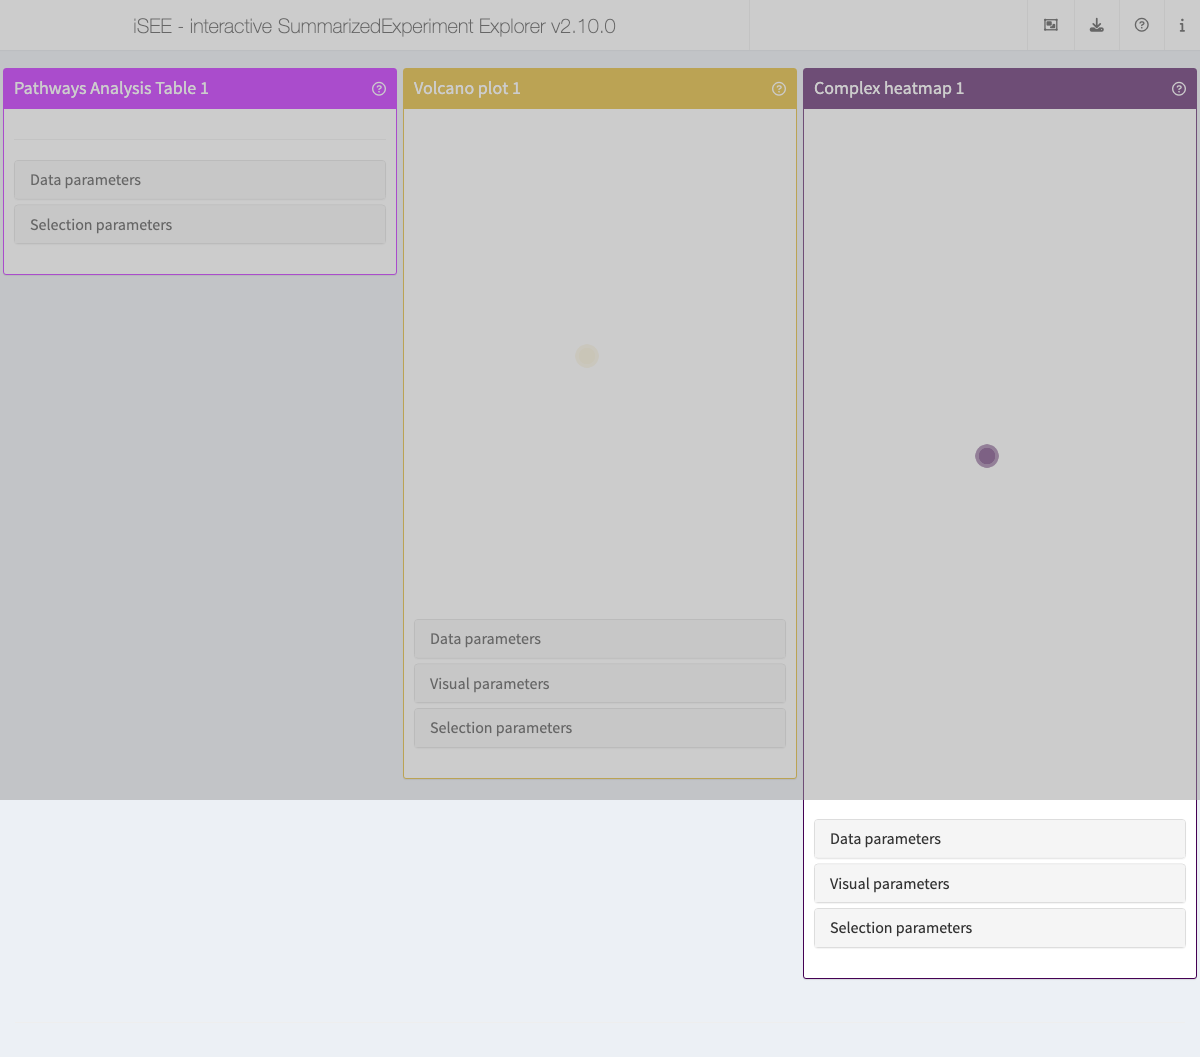 iSEE - interactive SummarizedExperiment Explorer v2.10.0
Pathways Analysis Table 1
Data parameters
Selection parameters
Volcano plot 1
Data parameters
Visual parameters
Selection parameters
Complex heatmap 1
Data parameters
Visual parameters
Selection parameters